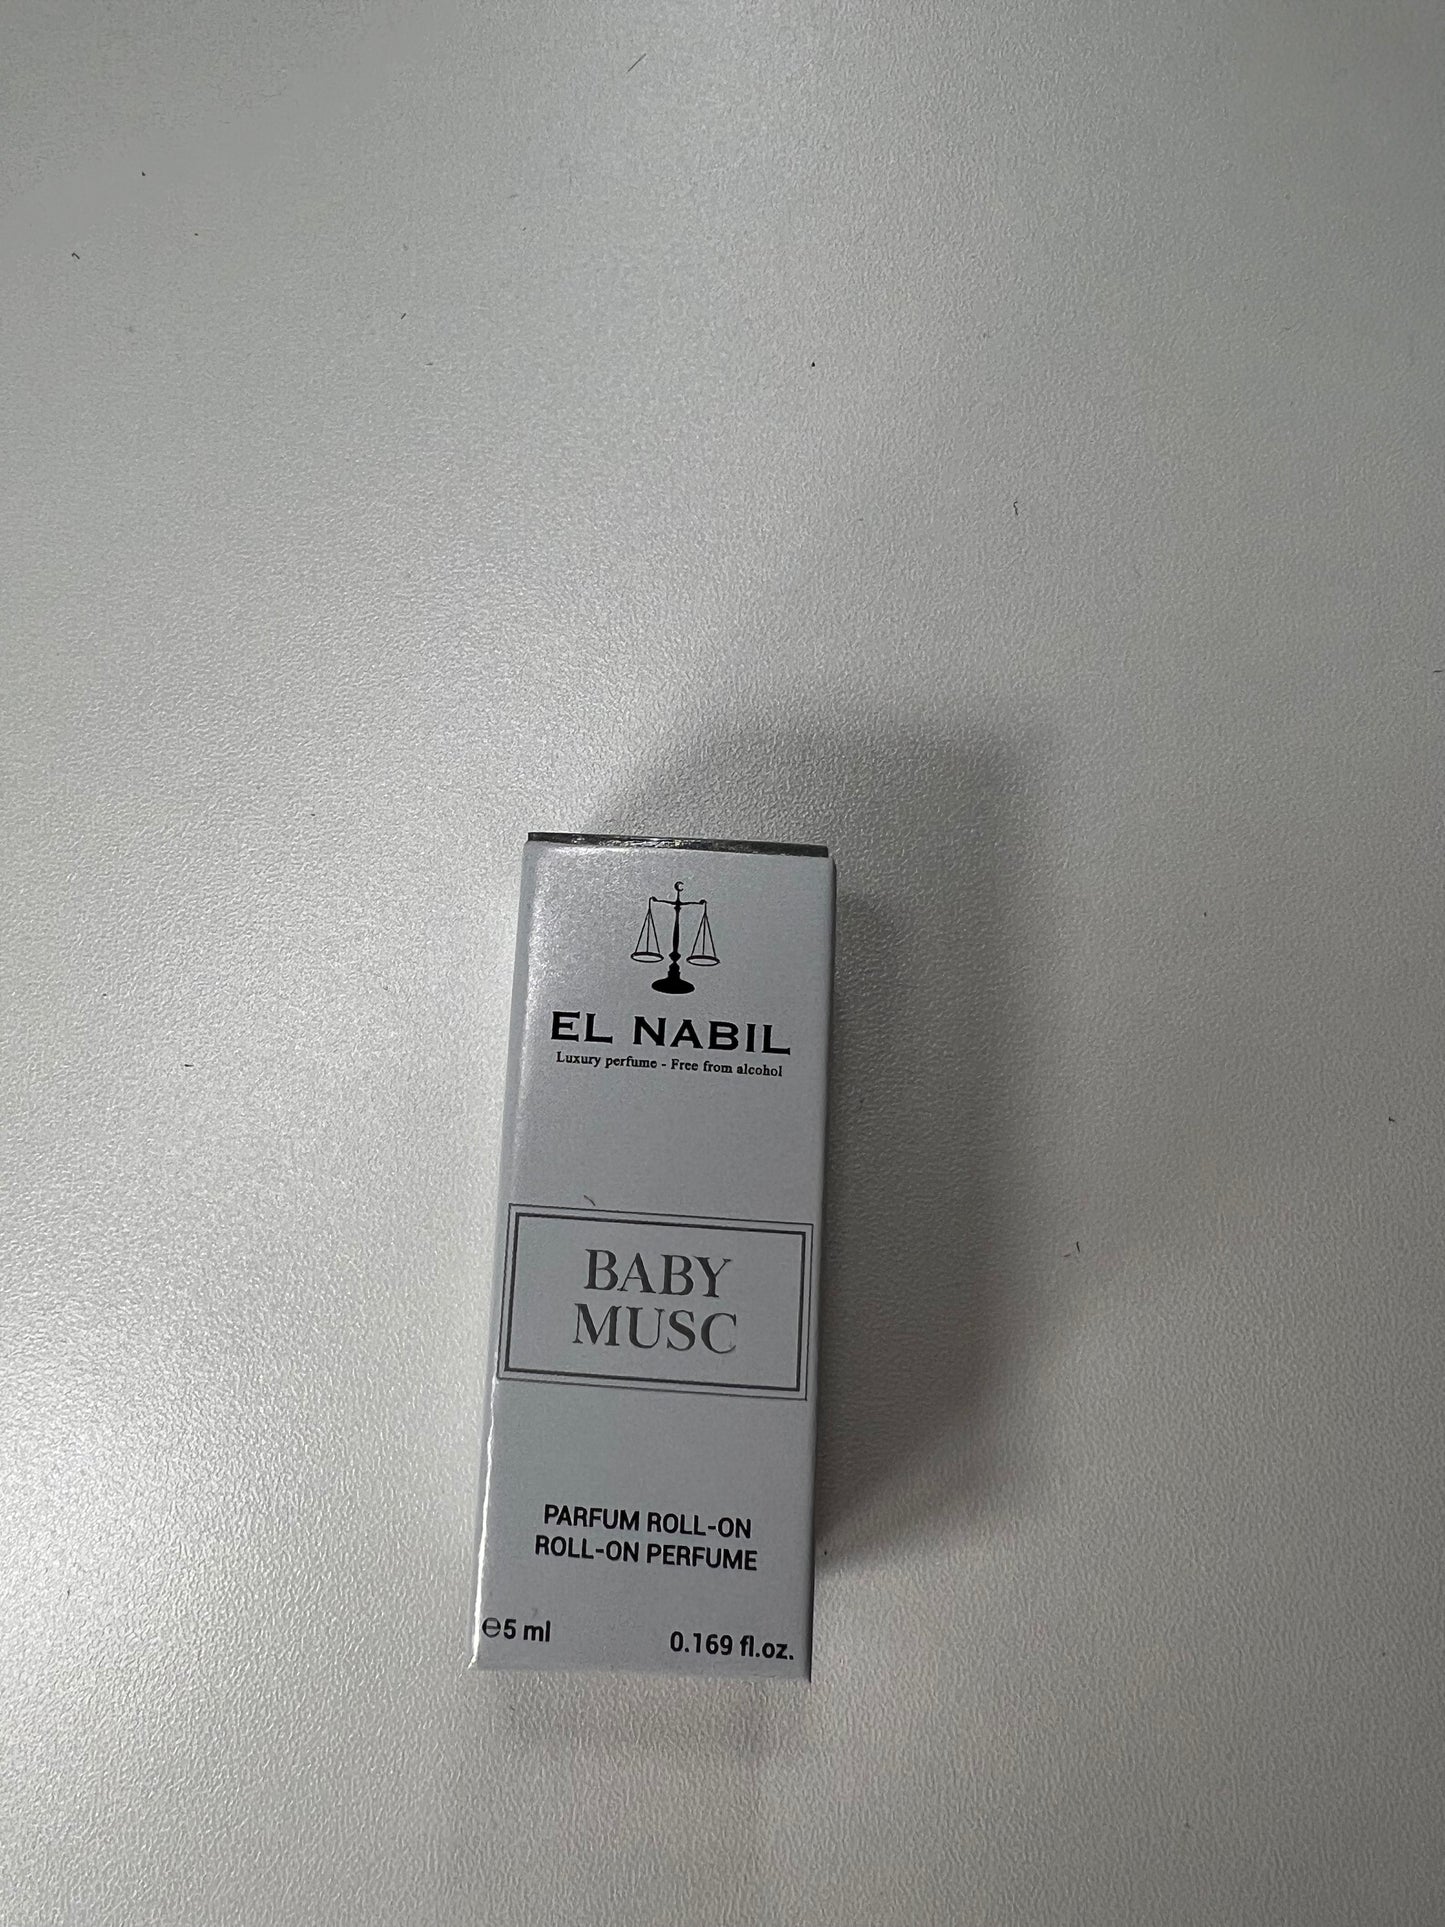 EL NABIL
Luxury perfume - Free from alcohol
BABY
MUSC
PARFUM ROLL-ON
ROLL-ON PERFUME
℮5 ml 0.169 fl.oz.